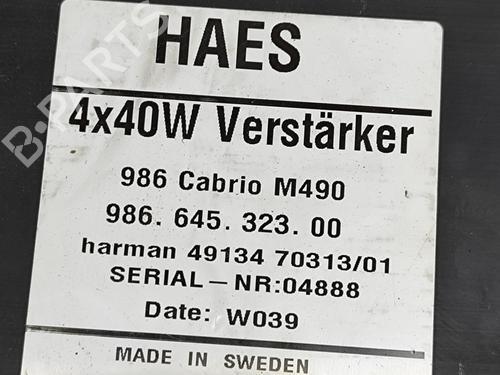 HAES
4x40W Verstärker
986 Cabrio M490
986. 645. 323. 00
harman 49134 70313/01
SERIAL – NR:04888
Date: W039
MADE IN SWEDEN
B-PARTS